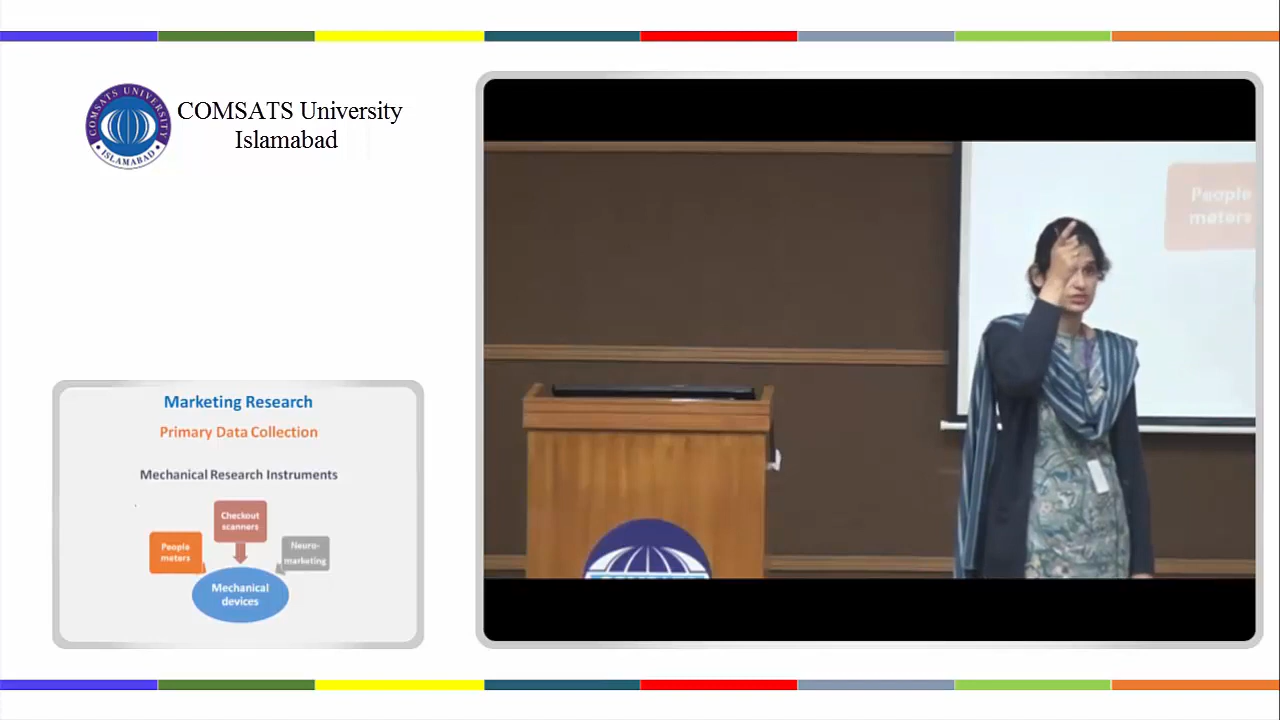 COMSATS UNIVERSITY
ISLAMABAD
COMSATS University
Islamabad
Marketing Research
Primary Data Collection
Mechanical Research Instruments
Checkout
scanners
People
meters
Neuro-
marketing
Mechanical
devices
People
meters
COMSATS